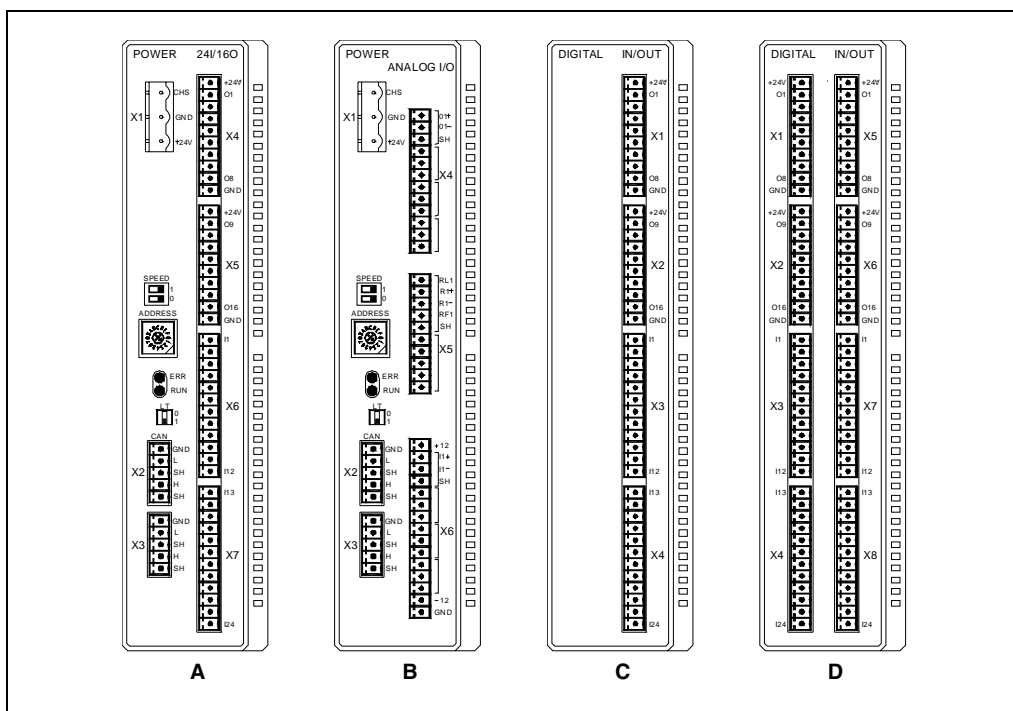 POWER 24I/16O
CHS
X1 GND
+24V
+24V
O1
X4
O8
GND
+24V
O9
X5
O16
GND
SPEED
1
0
ADDRESS
I1
ERR
RUN
X6
LT
0
1
I12
CAN
GND
L
X2 SH
H
SH
I13
GND
L
X3 SH
H
SH
X7
I24
A
POWER
ANALOG I/O
CHS
X1 GND
+24V
01+
01-
SH
X4
SPEED
1
0
ADDRESS
RL1
R1+
R1-
RF1
SH
X5
ERR
RUN
LT
0
1
CAN
GND
L
X2 SH
H
SH
+12
I1+
I1-
SH
GND
L
X3 SH
H
SH
X6
-12
GND
B
DIGITAL IN/OUT
+24V
O1
X1
O8
GND
+24V
O9
X2
O16
GND
I1
X3
I12
I13
X4
I24
C
DIGITAL IN/OUT
+24V +24V
O1 O1
X1 X5
O8 O8
GND GND
+24V +24V
O9 O9
X2 X6
O16 O16
GND GND
I1 I1
X3 X7
I12 I12
I13 I13
X4 X8
I24 I24
D